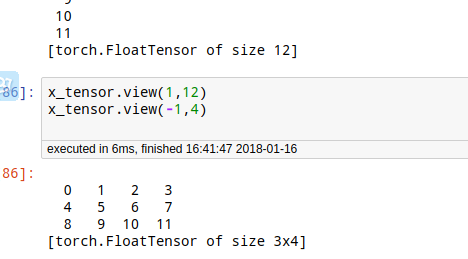 10
11
[torch.FloatTensor of size 12]
86]: x_tensor.view(1,12)
x_tensor.view(-1,4)
executed in 6ms, finished 16:41:47 2018-01-16
86]:
0 1 2 3
4 5 6 7
8 9 10 11
[torch.FloatTensor of size 3x4]